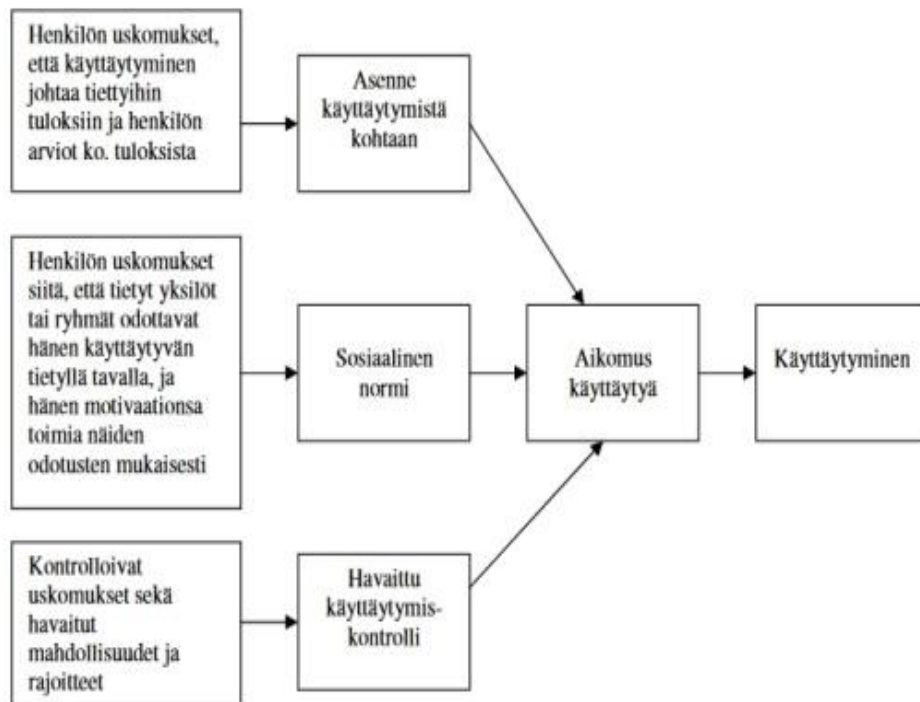 Henkilön uskomukset,
että käyttäytyminen
johtaa tiettyihin
tuloksiin ja henkilön
arviot ko. tuloksista
Asenne
käyttäytymistä
kohtaan
Henkilön uskomukset
siitä, että tietyt yksilöt
tai ryhmät odottavat
hänen käyttäytyvän
tietyllä tavalla, ja
hänen motivaationsa
toimia näiden
odotusten mukaisesti
Sosiaalinen
normi
Aikomus
käyttäytyä
Käyttäytyminen
Kontrolloivat
uskomukset sekä
havaitut
mahdollisuudet ja
rajoitteet
Havaittu
käyttäytymis-
kontrolli